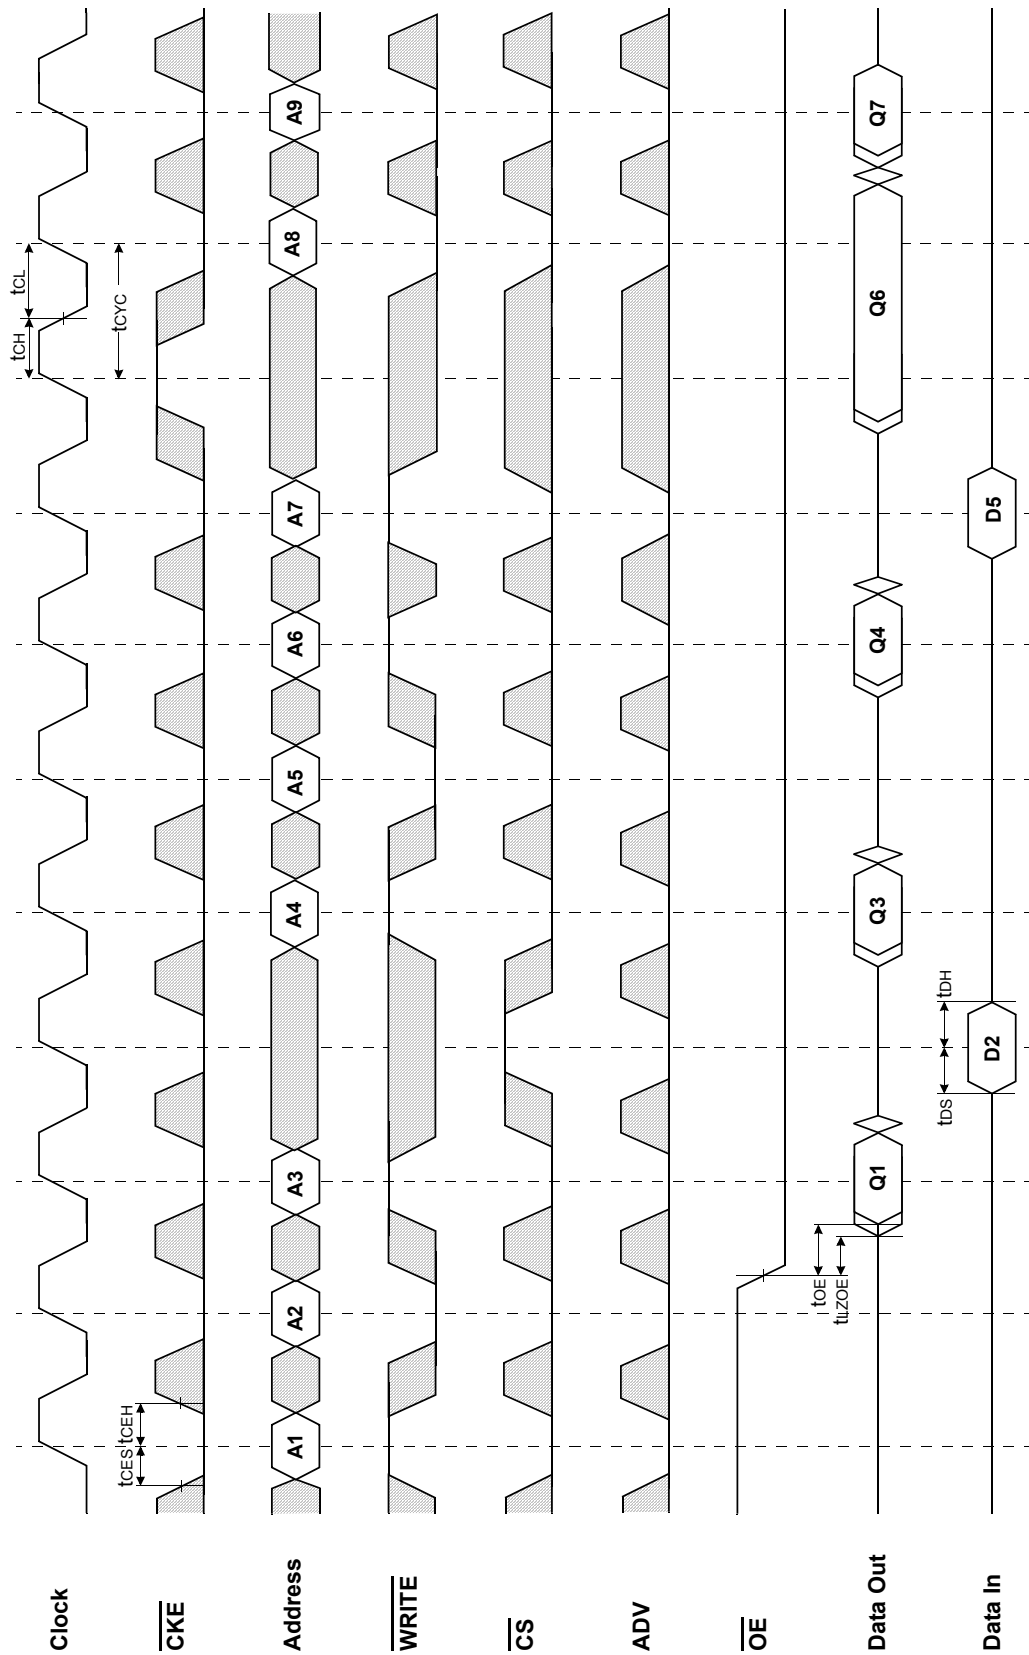 Clock
tCES tCEH
tCH tCL
tCYC
CKE
Address
A1 A2 A3 A4 A5 A6 A7 A8 A9
WRITE
CS
ADV
OE
tOE
tLZOE
Data Out
Q1 Q3 Q4 Q6 Q7
tDS tDH
Data In
D2 D5